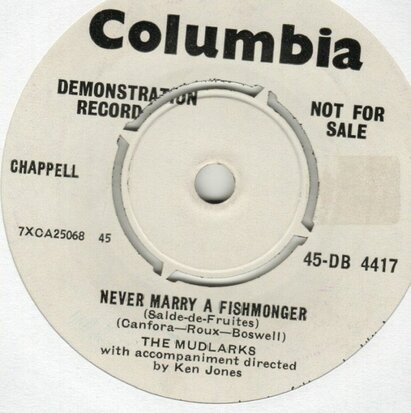 Columbia
DEMONSTRATION
RECORD
NOT FOR
SALE
CHAPPELL
7XCA25068 45
45-DB 4417
NEVER MARRY A FISHMONGER
(Salde-de-Fruites)
(Canfora—Roux—Boswell)
THE MUDLARKS
with accompaniment directed
by Ken Jones